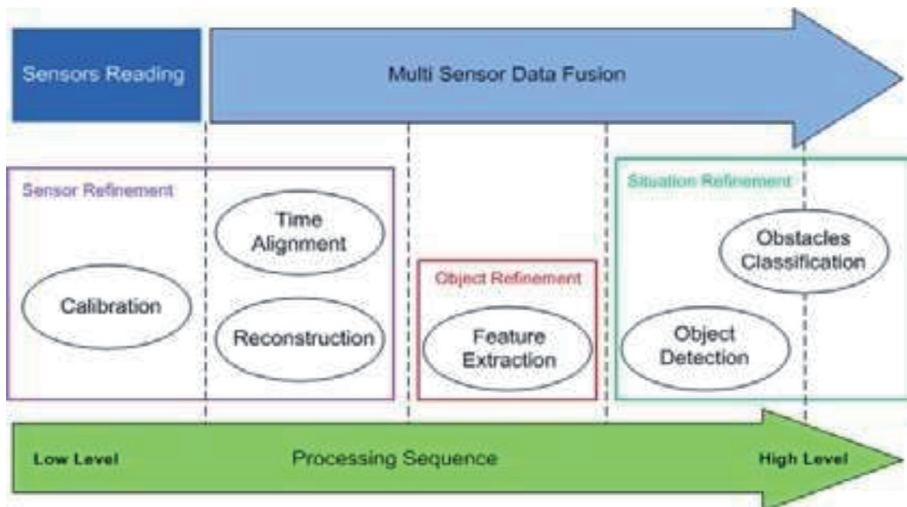 Sensors Reading
Multi Sensor Data Fusion
Sensor Refinement
Situation Refinement
Time
Alignment
Obstacles
Classification
Object Refinement
Calibration
Reconstruction
Feature
Extraction
Object
Detection
Low Level
Processing Sequence
High Level